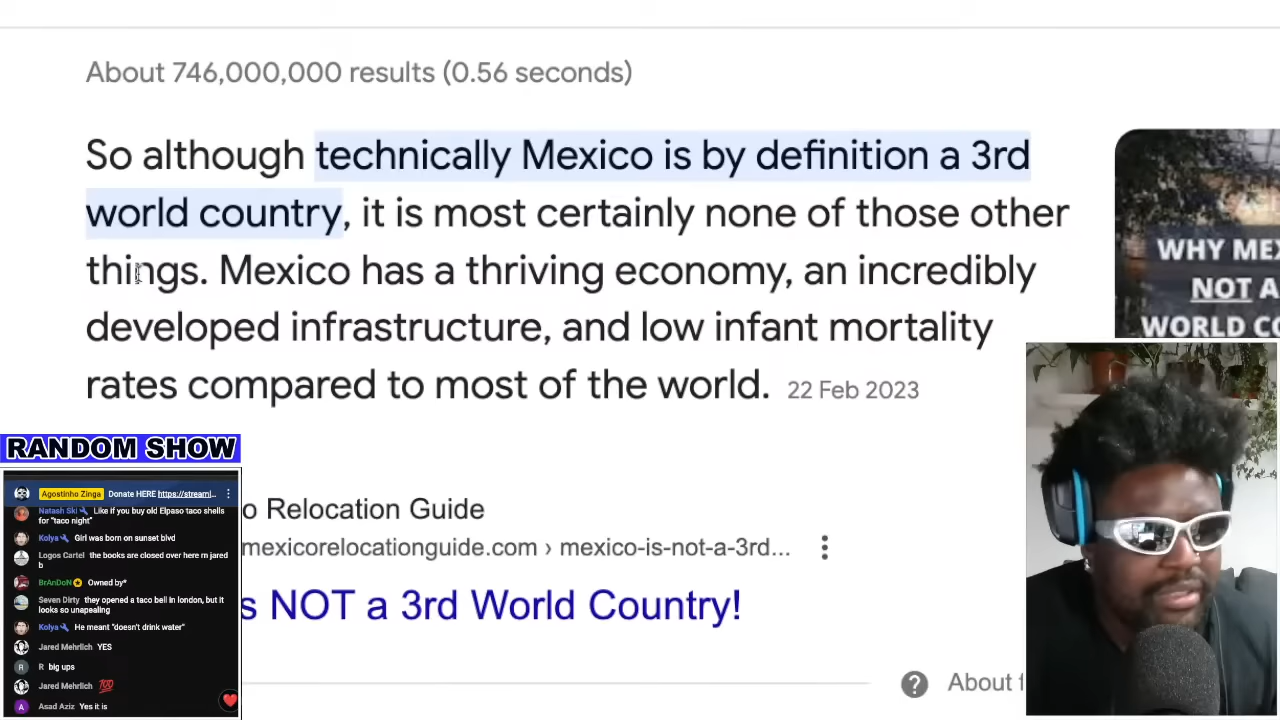 About 746,000,000 results (0.56 seconds)
So although technically Mexico is by definition a 3rd
world country, it is most certainly none of those other
things. Mexico has a thriving economy, an incredibly
developed infrastructure, and low infant mortality
rates compared to most of the world. 22 Feb 2023
WHY
NOT A
WORLD
o Relocation Guide
mexicorelocationguide.com › mexico-is-not-a-3rd...
s NOT a 3rd World Country!
About
RANDOM SHOW
Agostinho Zinga Donate HERE https://streaml...
Natash Ski Like if you buy old Elpaso taco shells
for "taco night"
Kolya Girl was born on sunset blvd
Logos Cartel the books are closed over here rn jared
b
BrAnDoN Owned by*
Seven Dirty they opened a taco bell in london, but it
looks so unapealing
Kolya He meant "doesn't drink water"
Jared Mehrlich YES
R big ups
Jared Mehrlich 💯
A Asad Aziz Yes it is